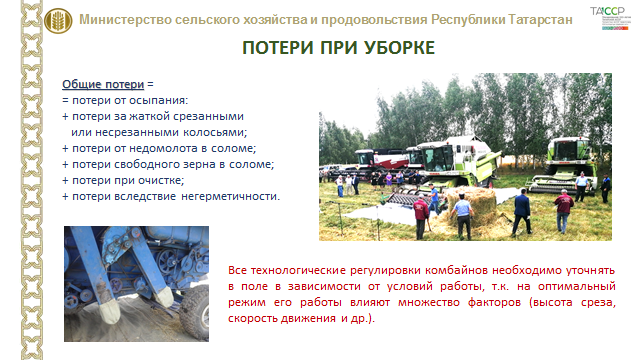 Министерство сельского хозяйства и продовольствия Республики Татарстан
ТАССР
ПОТЕРИ ПРИ УБОРКЕ
Общие потери =
= потери от осыпания:
+ потери за жаткой срезанными
или несрезанными колосьями;
+ потери от недомолота в соломе;
+ потери свободного зерна в соломе;
+ потери при очистке;
+ потери вследствие негерметичности.
Все технологические регулировки комбайнов необходимо уточнять
в поле в зависимости от условий работы, т.к. на оптимальный
режим его работы влияют множество факторов (высота среза,
скорость движения и др.).